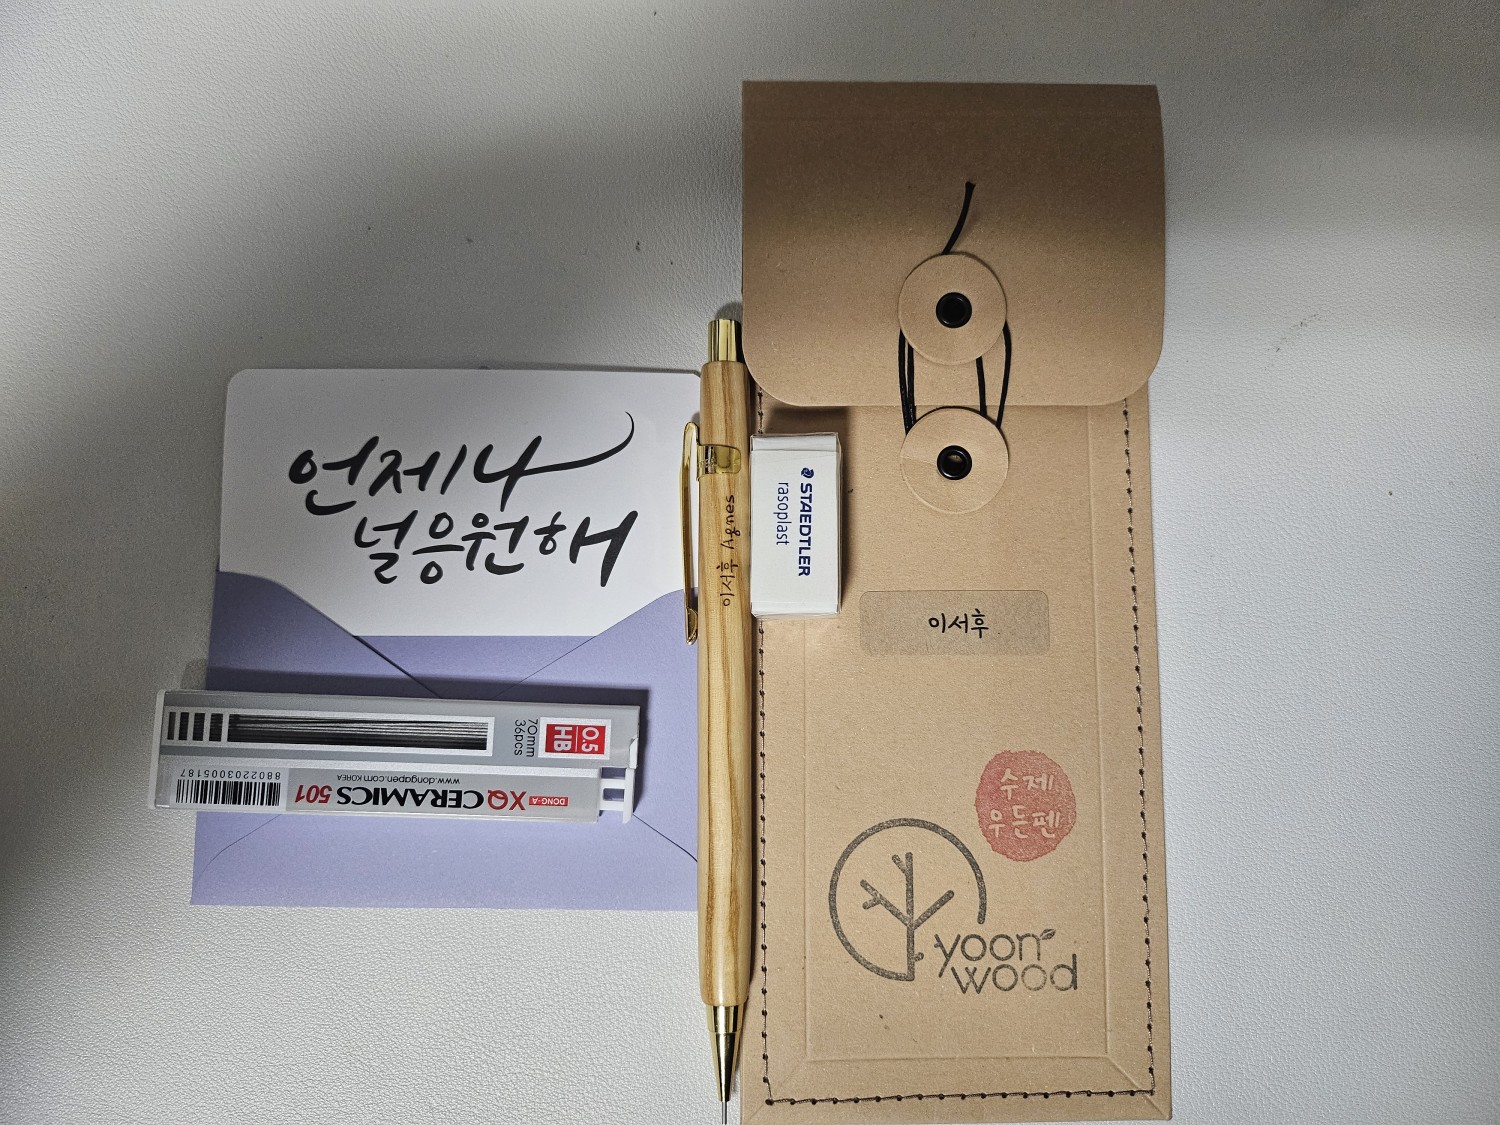 언제나
널 응원해
0.5
HB
70mm
36pcs
DONG-A XQ CERAMICS 501
www.dongapen.com KOREA
8802203005187
이서후 Agnes
STAEDTLER
rasoplast
이서후
수제
우든펜
yoon
wood